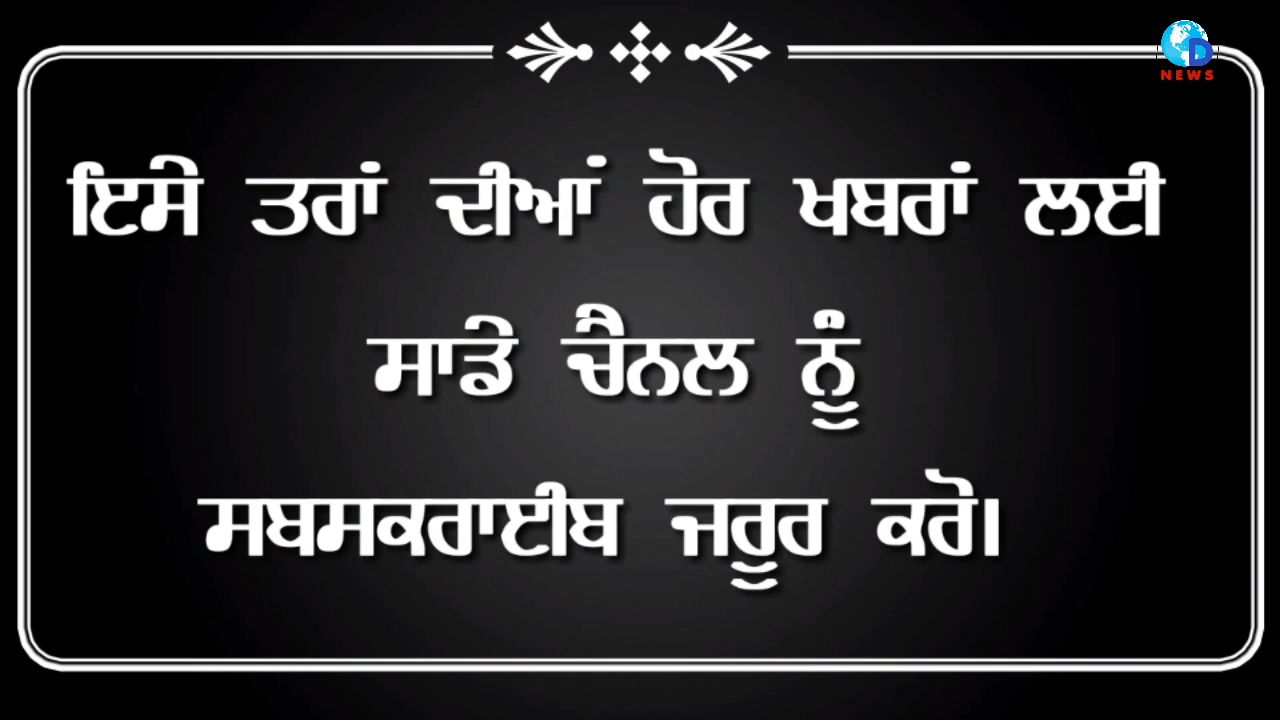 D
NEWS
ਇਸੇ ਤਰਾਂ ਦੀਆਂ ਹੋਰ ਖਬਰਾਂ ਲਈ
ਸਾਡੇ ਚੈਨਲ ਨੂੰ
ਸਬਸਕਰਾਈਬ ਜਰੂਰ ਕਰੋ।